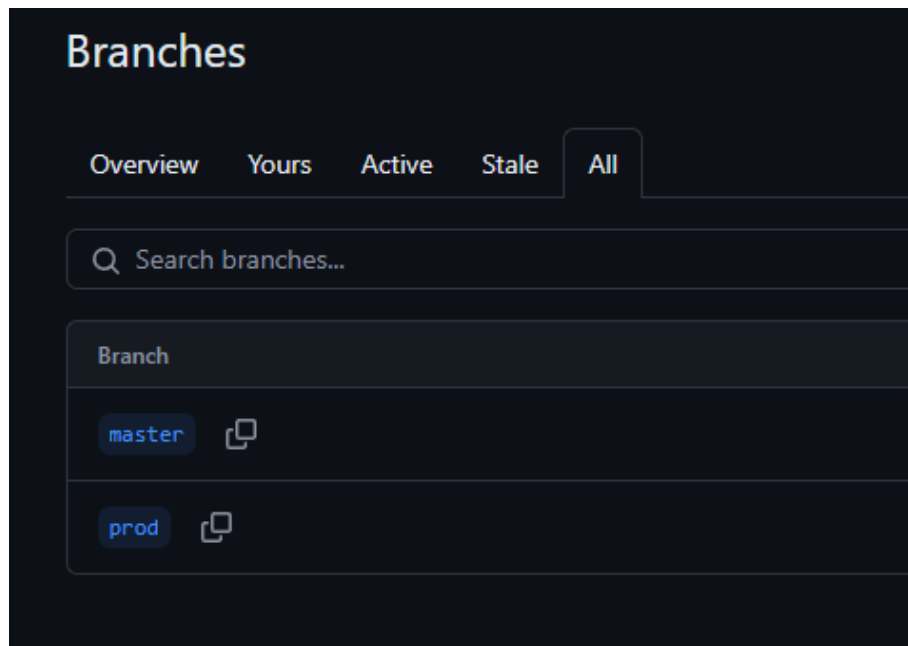 Branches
Overview Yours Active Stale All
Search branches...
Branch
master
prod